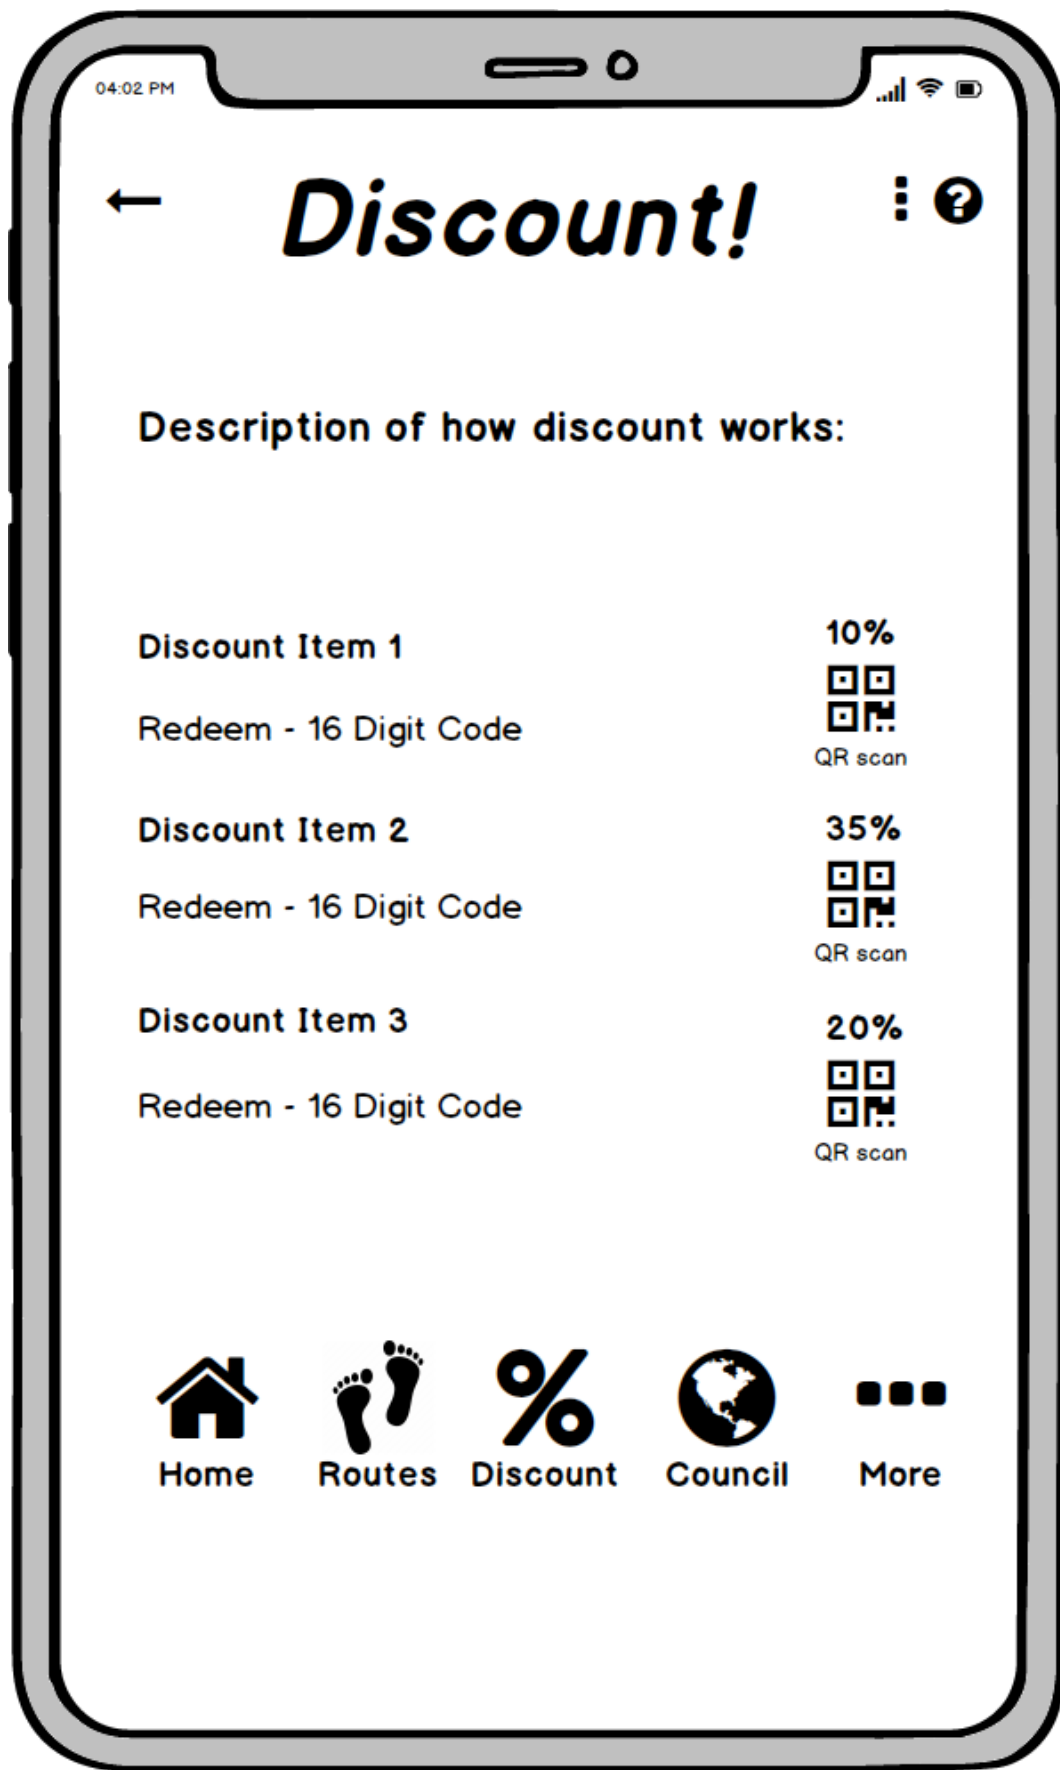 04:02 PM
Discount!
Description of how discount works:
Discount Item 1
10%
Redeem - 16 Digit Code
QR scan
Discount Item 2
35%
Redeem - 16 Digit Code
QR scan
Discount Item 3
20%
Redeem - 16 Digit Code
QR scan
Home Routes Discount Council More